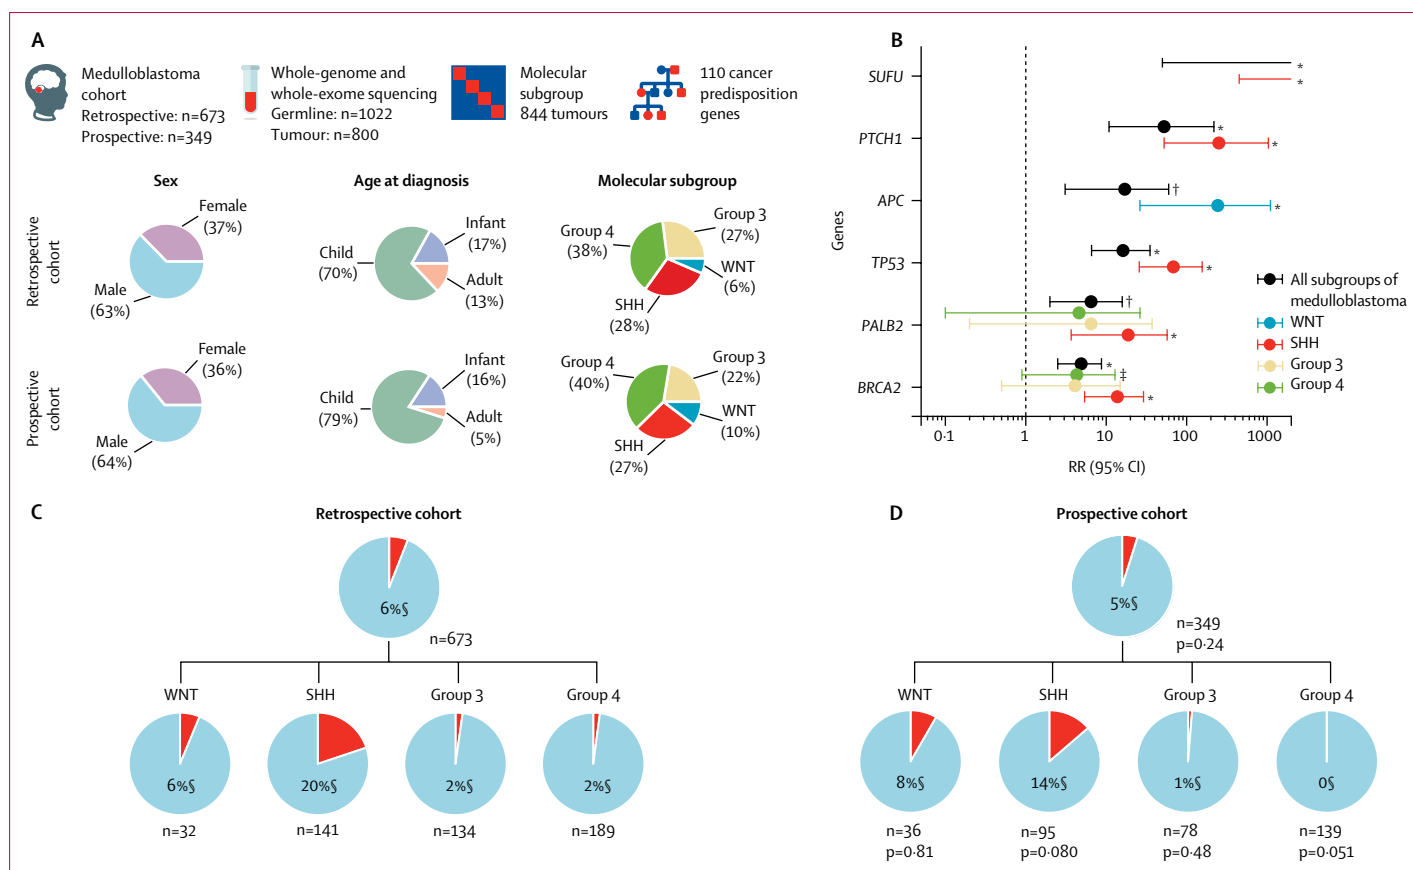 A
Medulloblastoma
cohort
Retrospective: n=673
Prospective: n=349
Whole-genome and
whole-exome squencing
Germline: n=1022
Tumour: n=800
Molecular
subgroup
844 tumours
110 cancer
predisposition
genes
Sex
Age at diagnosis
Molecular subgroup
Retrospective
cohort
Female
(37%)
Male
(63%)
Child
(70%)
Infant
(17%)
Adult
(13%)
Group 4
(38%)
Group 3
(27%)
WNT
(6%)
SHH
(28%)
Prospective
cohort
Female
(36%)
Male
(64%)
Child
(79%)
Infant
(16%)
Adult
(5%)
Group 4
(40%)
Group 3
(22%)
WNT
(10%)
SHH
(27%)
B
Genes
SUFU
*
*
PTCH1
*
*
APC
†
*
TP53
*
*
PALB2
†
*
BRCA2
*
‡
*
All subgroups of
medulloblastoma
WNT
SHH
Group 3
Group 4
0·1 1 10 100 1000
RR (95% CI)
C
Retrospective cohort
6%§
n=673
WNT SHH Group 3 Group 4
6%§ 20%§ 2%§ 2%§
n=32 n=141 n=134 n=189
D
Prospective cohort
5%§
n=349
p=0·24
WNT SHH Group 3 Group 4
8%§ 14%§ 1%§ 0§
n=36 n=95 n=78 n=139
p=0·81 p=0·080 p=0·48 p=0·051